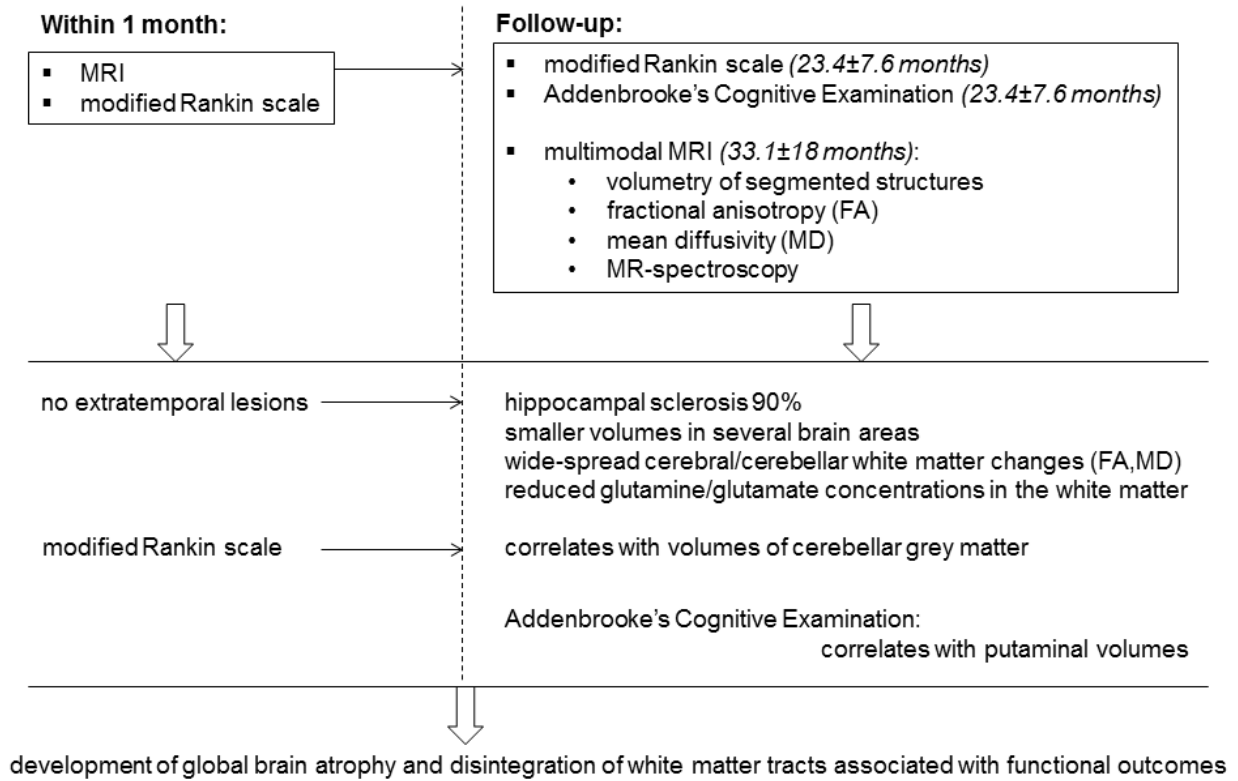 Within 1 month:
▪ MRI
▪ modified Rankin scale
Follow-up:
▪ modified Rankin scale (23.4±7.6 months)
▪ Addenbrooke's Cognitive Examination (23.4±7.6 months)
▪ multimodal MRI (33.1±18 months):
• volumetry of segmented structures
• fractional anisotropy (FA)
• mean diffusivity (MD)
• MR-spectroscopy
no extratemporal lesions
hippocampal sclerosis 90%
smaller volumes in several brain areas
wide-spread cerebral/cerebellar white matter changes (FA,MD)
reduced glutamine/glutamate concentrations in the white matter
modified Rankin scale
correlates with volumes of cerebellar grey matter
Addenbrooke's Cognitive Examination:
correlates with putaminal volumes
development of global brain atrophy and disintegration of white matter tracts associated with functional outcomes